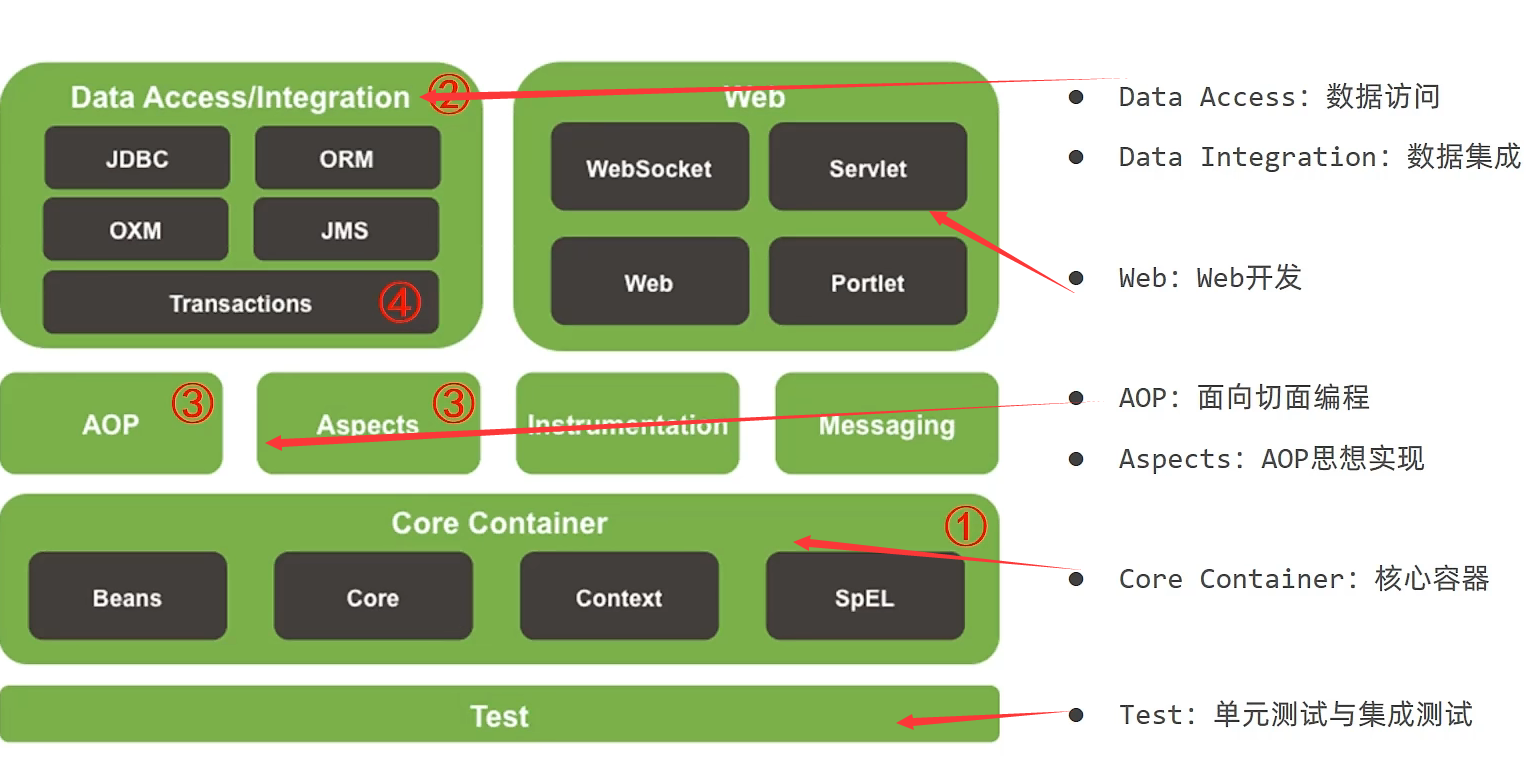 Data Access/Integration ②
JDBC
ORM
OXM
JMS
Transactions ④
Web
WebSocket
Servlet
Web
Portlet
AOP ③
Aspects ③
Instrumentation
Messaging
Core Container ①
Beans
Core
Context
SpEL
Test
Data Access: 数据访问
Data Integration: 数据集成
Web: Web开发
AOP: 面向切面编程
Aspects: AOP思想实现
Core Container: 核心容器
Test: 单元测试与集成测试